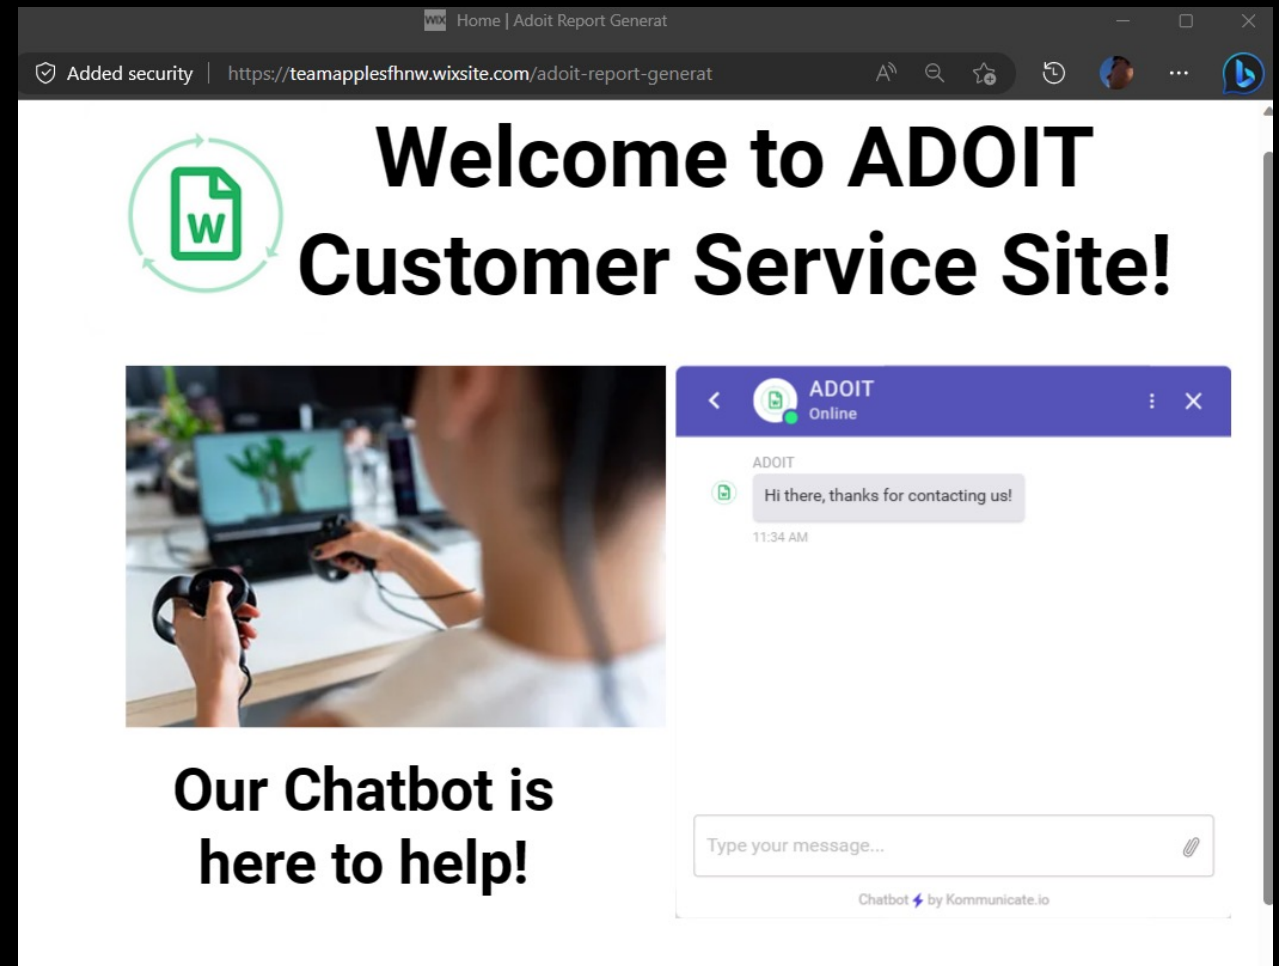 WIX Home | Adoit Report Generat
Added security | https://teamapplesfhnw.wixsite.com/adoit-report-generat
Welcome to ADOIT
Customer Service Site!
W
ADOIT
Online
ADOIT
Hi there, thanks for contacting us!
11:34 AM
Our Chatbot is
here to help!
Type your message...
Chatbot by Kommunicate.io